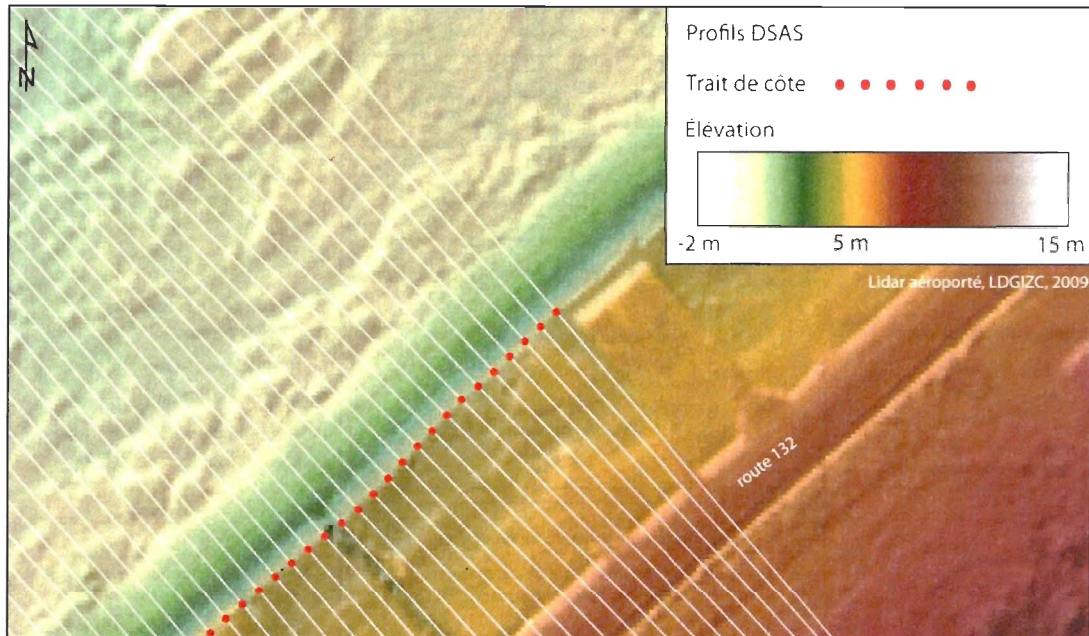 N
Profils DSAS
Trait de côte
Élévation
-2 m
5 m
15 m
Lidar aéroporté, LDGIZC, 2009
route 132